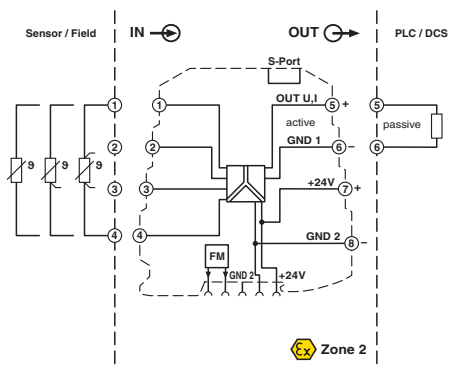 Sensor / Field IN OUT PLC / DCS
S-Port
1 1 OUT U,I 5 + 5
active passive
2 2 GND 1 6 – 6
ϑ ϑ ϑ
3 3 +24V 7 +
4 4 GND 2 8 –
FM
GND 2 +24V
Ex Zone 2